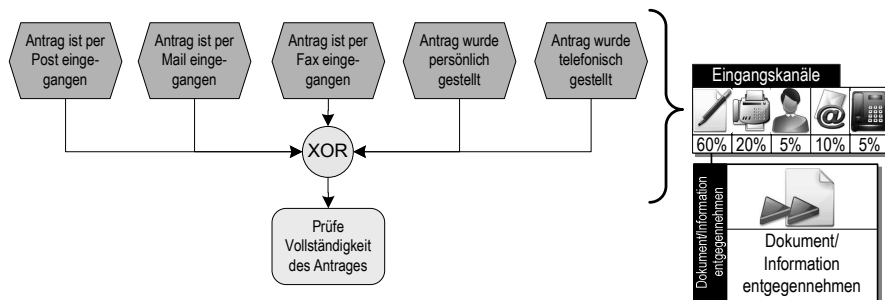 Antrag ist per
Post einge-
gangen
Antrag ist per
Mail einge-
gangen
Antrag ist per
Fax einge-
gangen
Antrag wurde
persönlich
gestellt
Antrag wurde
telefonisch
gestellt
XOR
Prüfe
Vollständigkeit
des Antrages
Eingangskanäle
@
60% 20% 5% 10% 5%
Dokument/Information
entgegennehmen
Dokument/
Information
entgegennehmen